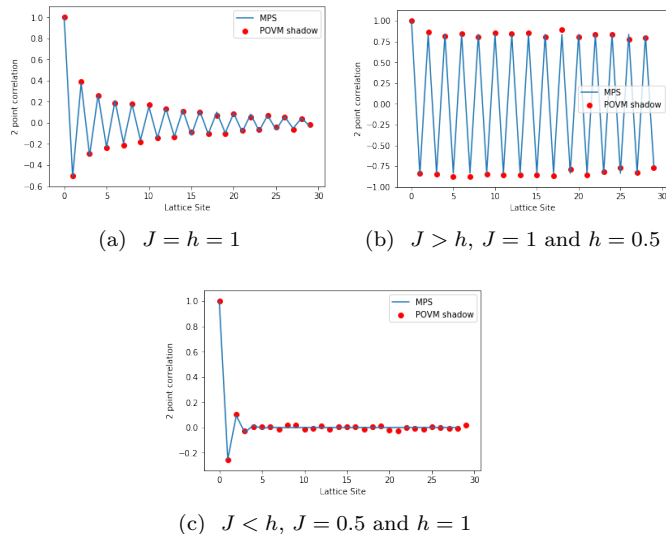 1.0
0.8
0.6
0.4
0.2
0.0
−0.2
−0.4
−0.6
2 point correlation
MPS
POVM shadow
0 5 10 15 20 25 30
Lattice Site
(a) J = h = 1
1.00
0.75
0.50
0.25
0.00
−0.25
−0.50
−0.75
−1.00
2 point correlation
MPS
POVM shadow
0 5 10 15 20 25 30
Lattice Site
(b) J > h, J = 1 and h = 0.5
1.0
0.8
0.6
0.4
0.2
0.0
−0.2
2 point correlation
MPS
POVM shadow
0 5 10 15 20 25 30
Lattice Site
(c) J < h, J = 0.5 and h = 1